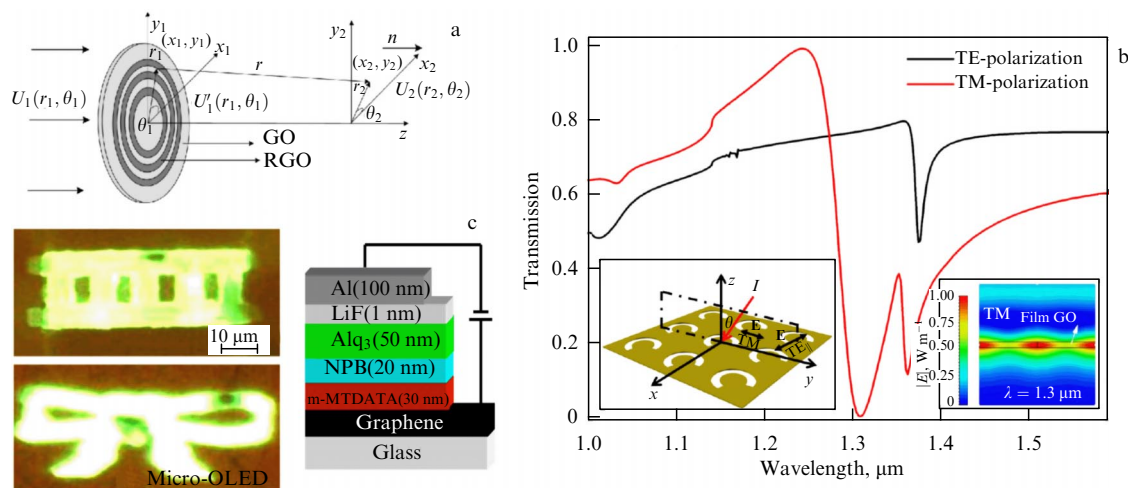 a
y₁
(x₁, y₁)
x₁
r₁
r
y₂
n
(x₂, y₂)
x₂
r₂
U₁(r₁, θ₁)
U′₁(r₁, θ₁)
U₂(r₂, θ₂)
θ₁
θ₂
z
GO
RGO
c
10 μm
Micro-OLED
Al(100 nm)
LiF(1 nm)
Alq₃(50 nm)
NPB(20 nm)
m-MTDATA(30 nm)
Graphene
Glass
b
TE-polarization
TM-polarization
Transmission
1.0
0.8
0.6
0.4
0.2
0
1.0
1.1
1.2
1.3
1.4
1.5
Wavelength, μm
z
I
θ
E
TM
E
TE
x
y
1.00
0.75
0.50
0.25
0
|E|, W m⁻¹
TM
Film GO
λ = 1.3 μm